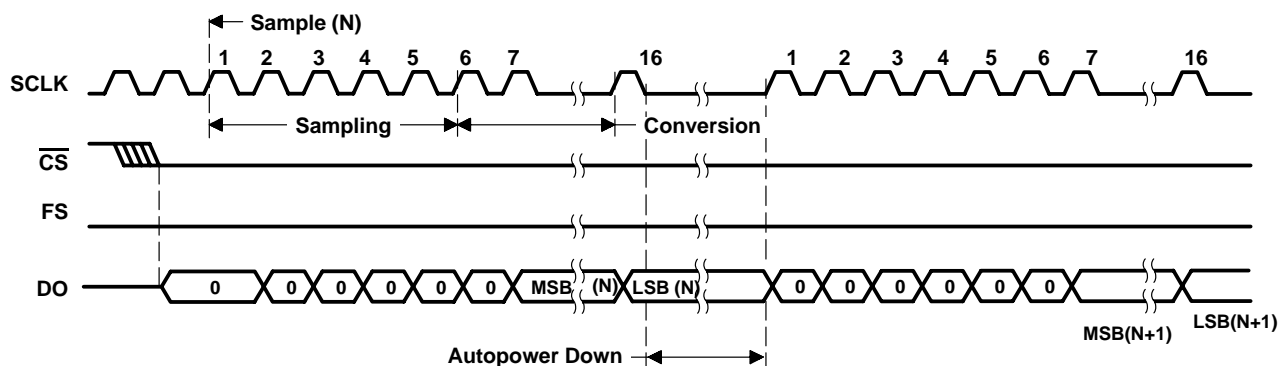 Sample (N)
1 2 3 4 5 6 7 16 1 2 3 4 5 6 7 16
SCLK
Sampling Conversion
CS
FS
DO 0 0 0 0 0 0 MSB (N) LSB (N) 0 0 0 0 0 0 MSB(N+1) LSB(N+1)
Autopower Down